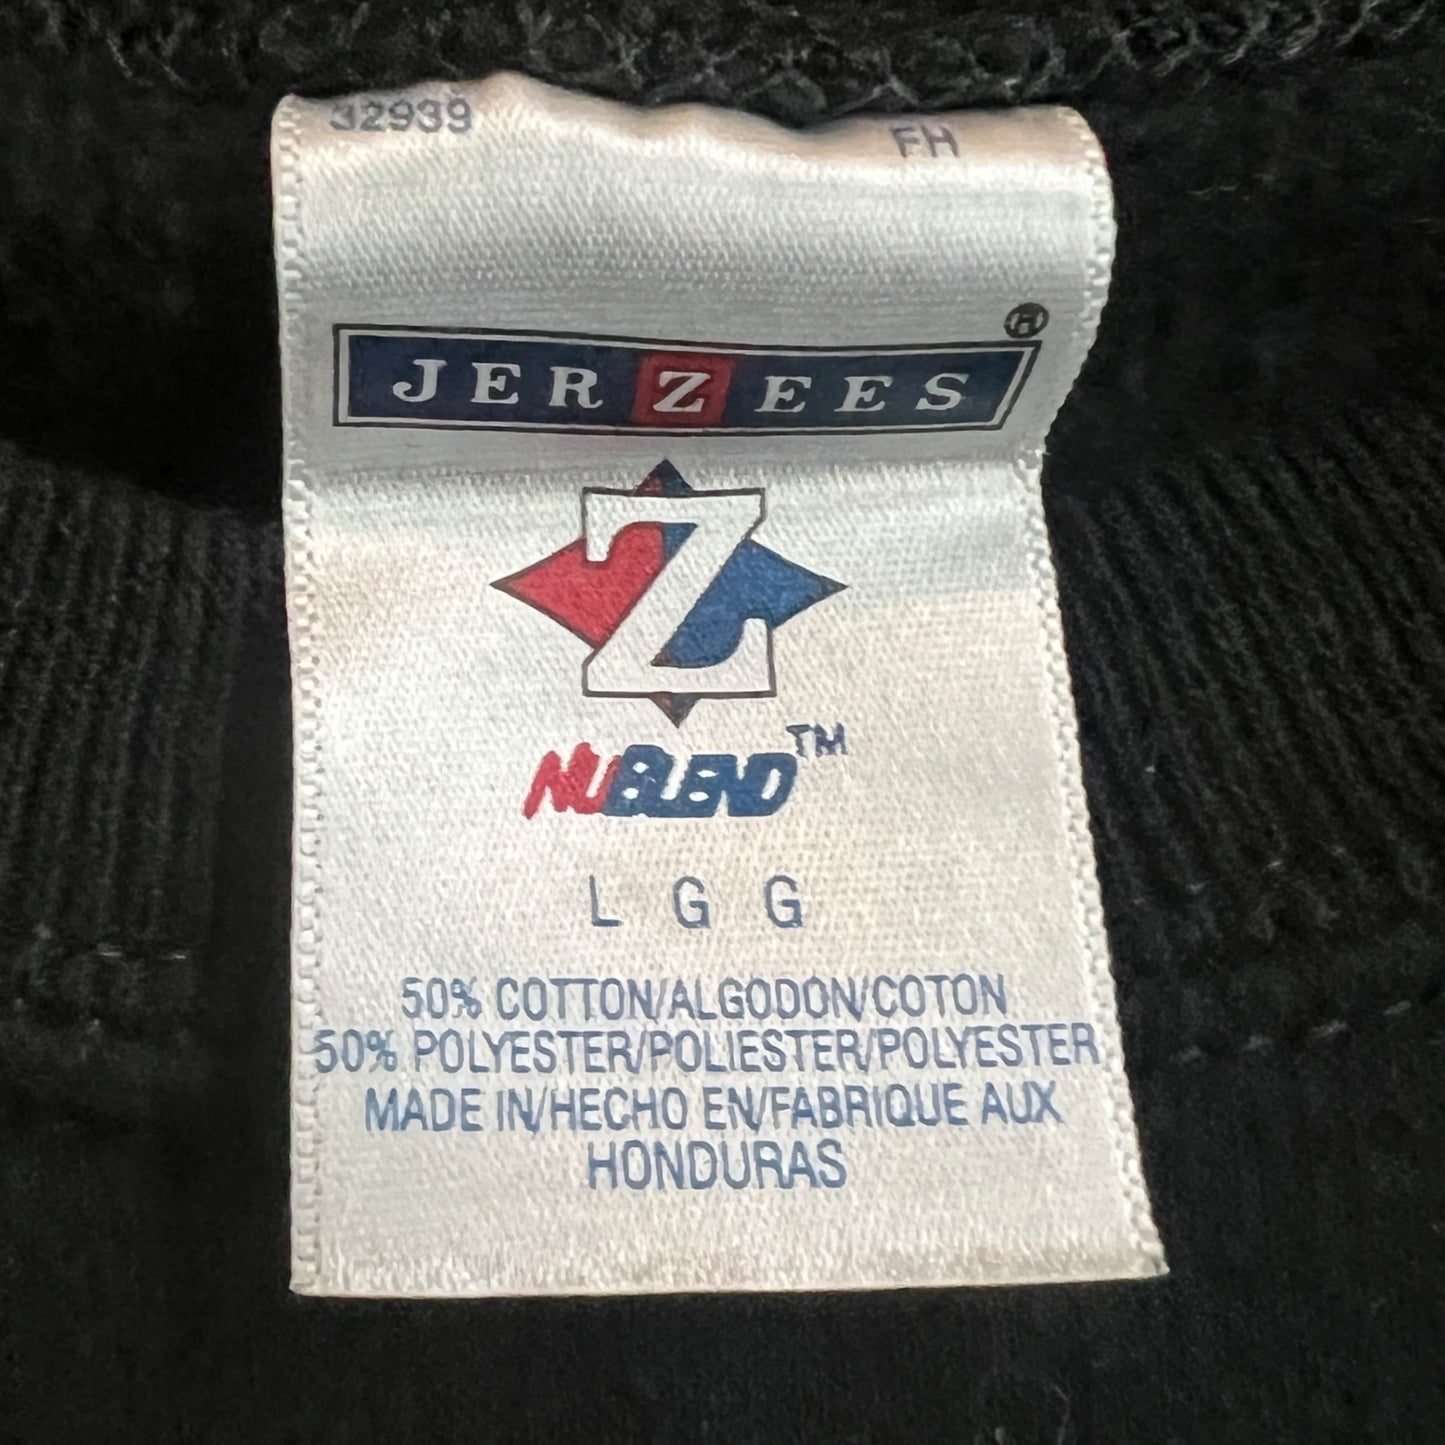 32939 FH
JERZEES®
Z
NUBLEND™
L G G
50% COTTON/ALGODON/COTON
50% POLYESTER/POLIESTER/POLYESTER
MADE IN/HECHO EN/FABRIQUE AUX
HONDURAS